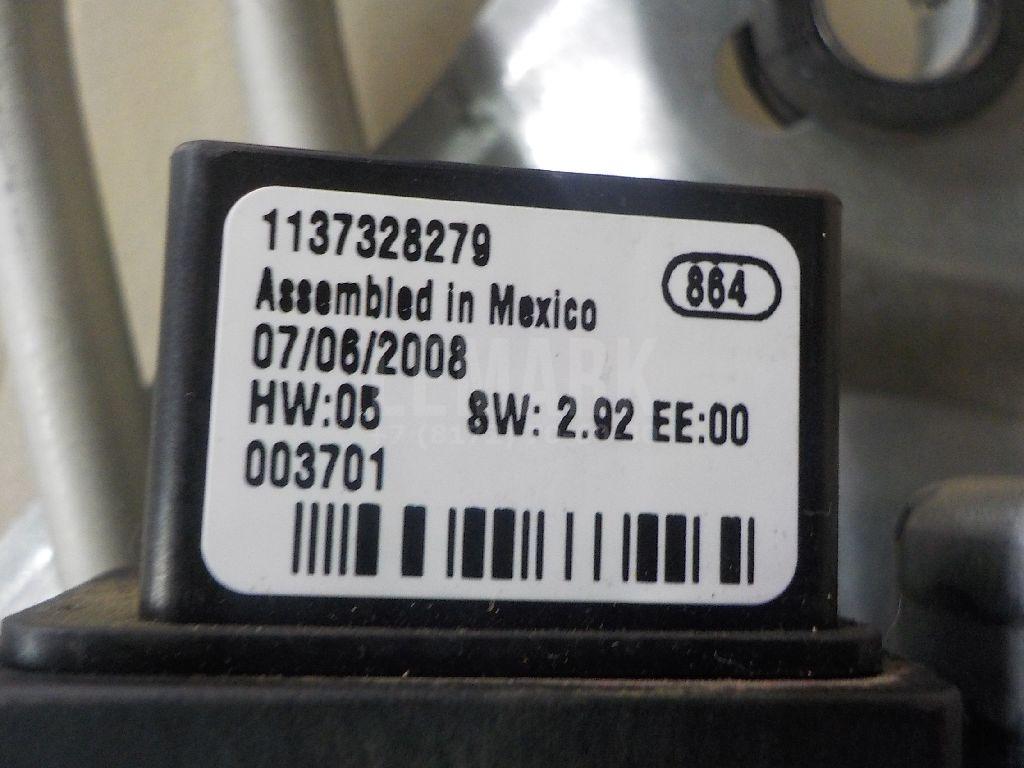 1137328279
864
Assembled in Mexico
07/06/2008
HW:05 SW: 2.92 EE:00
003701